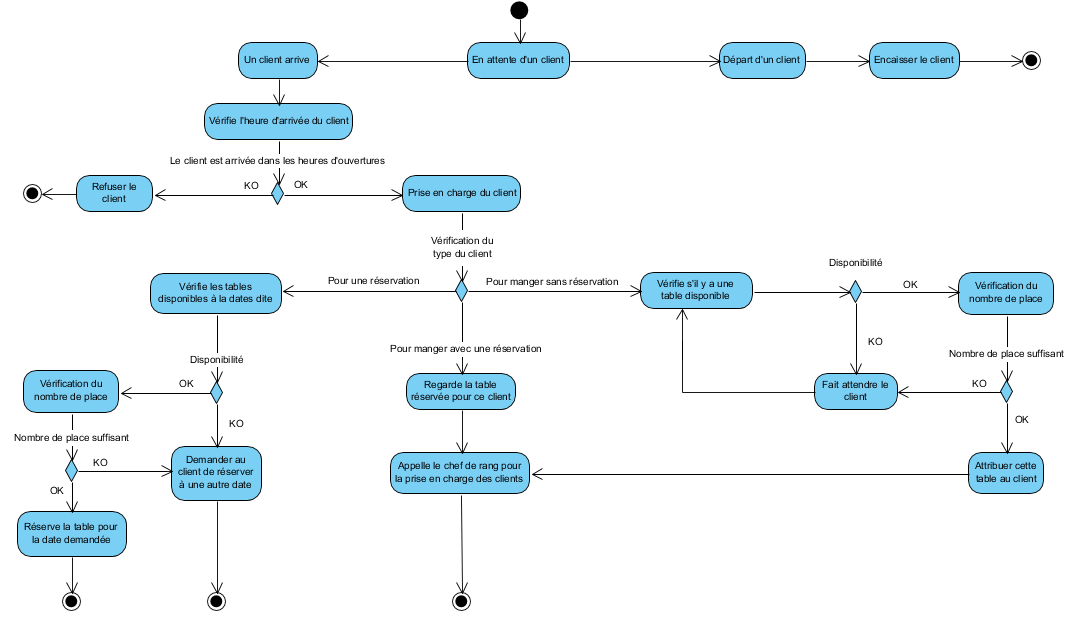 Un client arrive
En attente d'un client
Départ d'un client
Encaisser le client
Vérifie l'heure d'arrivée du client
Le client est arrivée dans les heures d'ouvertures
KO
OK
Refuser le
client
Prise en charge du client
Vérification du
type du client
Pour une réservation
Pour manger sans réservation
Pour manger avec une réservation
Vérifie les tables
disponibles à la dates dite
Vérifie s'il y a une
table disponible
Disponibilité
OK
Vérification du
nombre de place
KO
Nombre de place suffisant
Fait attendre le
client
KO
OK
Attribuer cette
table au client
Disponibilité
OK
KO
Vérification du
nombre de place
Nombre de place suffisant
KO
OK
Demander au
client de réserver
à une autre date
Réserve la table pour
la date demandée
Regarde la table
réservée pour ce client
Appelle le chef de rang pour
la prise en charge des clients